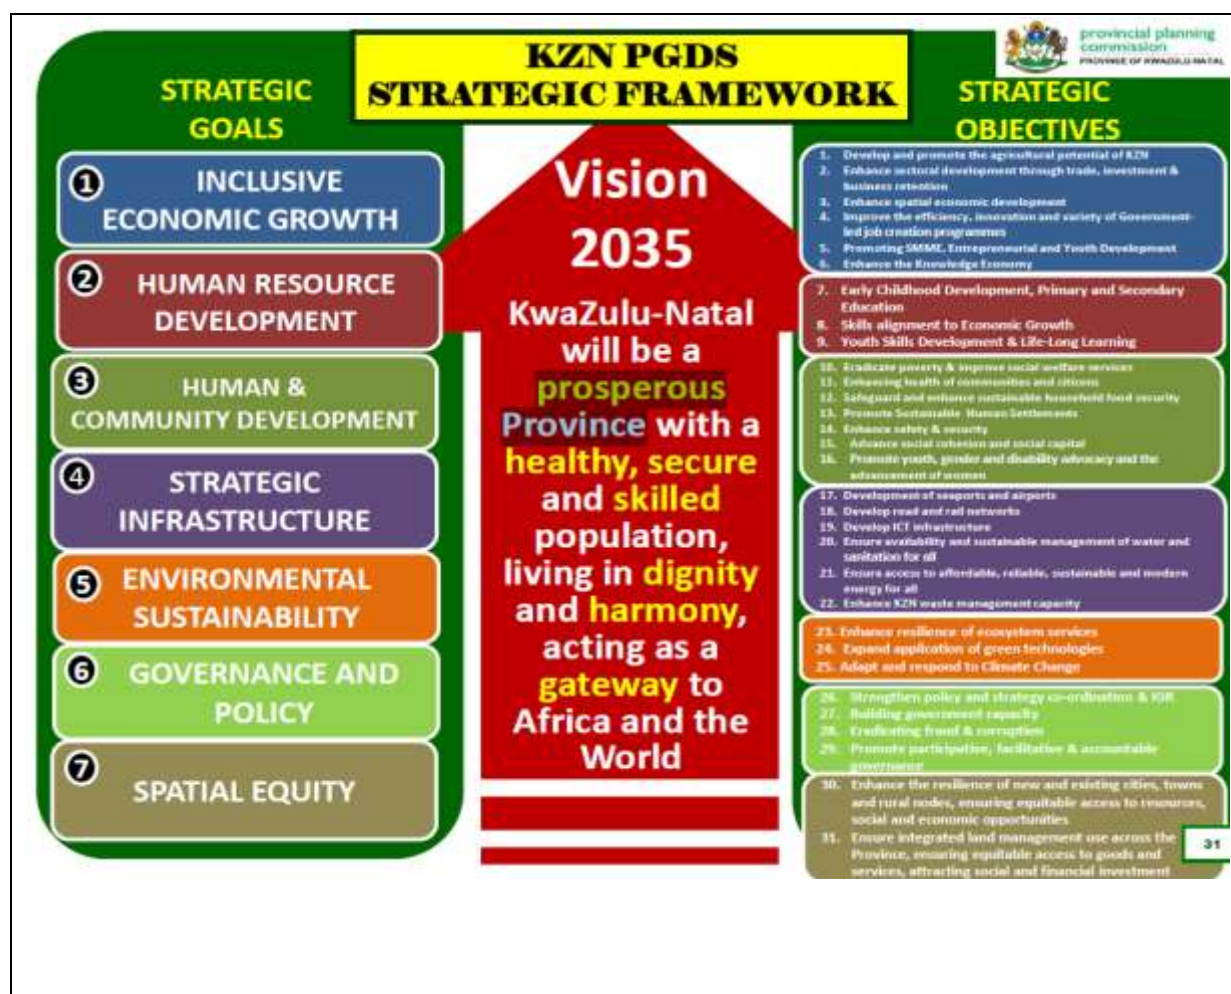 KZN PGDS
STRATEGIC FRAMEWORK
provincial planning
commission
PROVINCE OF KWAZULU-NATAL
STRATEGIC
GOALS
1
INCLUSIVE
ECONOMIC GROWTH
2
HUMAN RESOURCE
DEVELOPMENT
3
HUMAN &
COMMUNITY DEVELOPMENT
4
STRATEGIC
INFRASTRUCTURE
5
ENVIRONMENTAL
SUSTAINABILITY
6
GOVERNANCE AND
POLICY
7
SPATIAL EQUITY
Vision
2035
KwaZulu-Natal
will be a
prosperous
Province with a
healthy, secure
and skilled
population,
living in dignity
and harmony,
acting as a
gateway to
Africa and the
World
STRATEGIC
OBJECTIVES
1. Develop and promote the agricultural potential of KZN
2. Enhance sectoral development through trade, investment &
business retention
3. Enhance spatial economic development
4. Improve the efficiency, innovation and variety of Government-
led job creation programmes
5. Promoting SMME, Entrepreneurial and Youth Development
6. Enhance the Knowledge Economy
7. Early Childhood Development, Primary and Secondary
Education
8. Skills alignment to Economic Growth
9. Youth Skills Development & Life-Long Learning
10. Eradicate poverty & improve social welfare services
11. Enhancing health of communities and citizens
12. Safeguard and enhance sustainable household food security
13. Promote Sustainable Human Settlements
14. Enhance safety & security
15. Advance social cohesion and social capital
16. Promote youth, gender and disability advocacy and the
advancement of women
17. Development of seaports and airports
18. Develop road and rail networks
19. Develop ICT infrastructure
20. Ensure availability and sustainable management of water and
sanitation for all
21. Ensure access to affordable, reliable, sustainable and modern
energy for all
22. Enhance KZN waste management capacity
23. Enhance resilience of ecosystem services
24. Expand application of green technologies
25. Adapt and respond to Climate Change
26. Strengthen policy and strategy co-ordination & IGR
27. Building government capacity
28. Eradicating fraud & corruption
29. Promote participation, facilitative & accountable
governance
30. Enhance the resilience of new and existing cities, towns
and rural nodes, ensuring equitable access to resources,
social and economic opportunities
31. Ensure integrated land management use across the
Province, ensuring equitable access to goods and
services, attracting social and financial investment
31